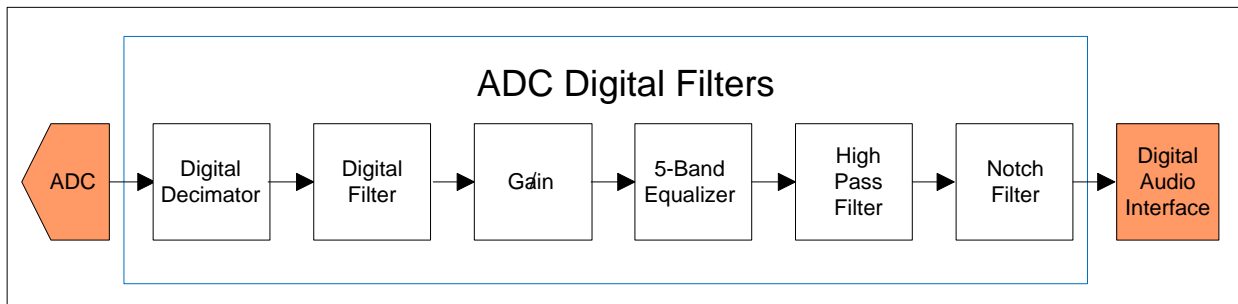 ADC Digital Filters
ADC
Digital
Decimator
Digital
Filter
Gain
5-Band
Equalizer
High
Pass
Filter
Notch
Filter
Digital
Audio
Interface